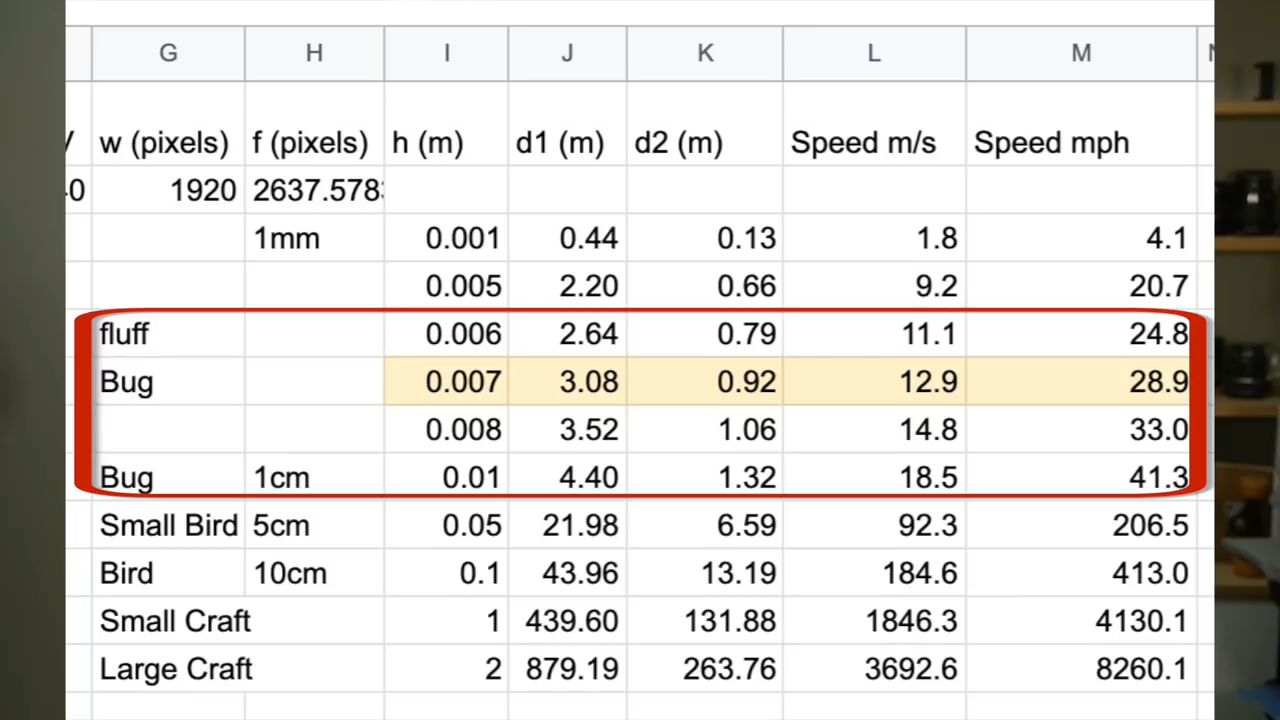 G H I J K L M
w (pixels) f (pixels) h (m) d1 (m) d2 (m) Speed m/s Speed mph
1920 2637.578
1mm 0.001 0.44 0.13 1.8 4.1
0.005 2.20 0.66 9.2 20.7
fluff 0.006 2.64 0.79 11.1 24.8
Bug 0.007 3.08 0.92 12.9 28.9
0.008 3.52 1.06 14.8 33.0
Bug 1cm 0.01 4.40 1.32 18.5 41.3
Small Bird 5cm 0.05 21.98 6.59 92.3 206.5
Bird 10cm 0.1 43.96 13.19 184.6 413.0
Small Craft 1 439.60 131.88 1846.3 4130.1
Large Craft 2 879.19 263.76 3692.6 8260.1